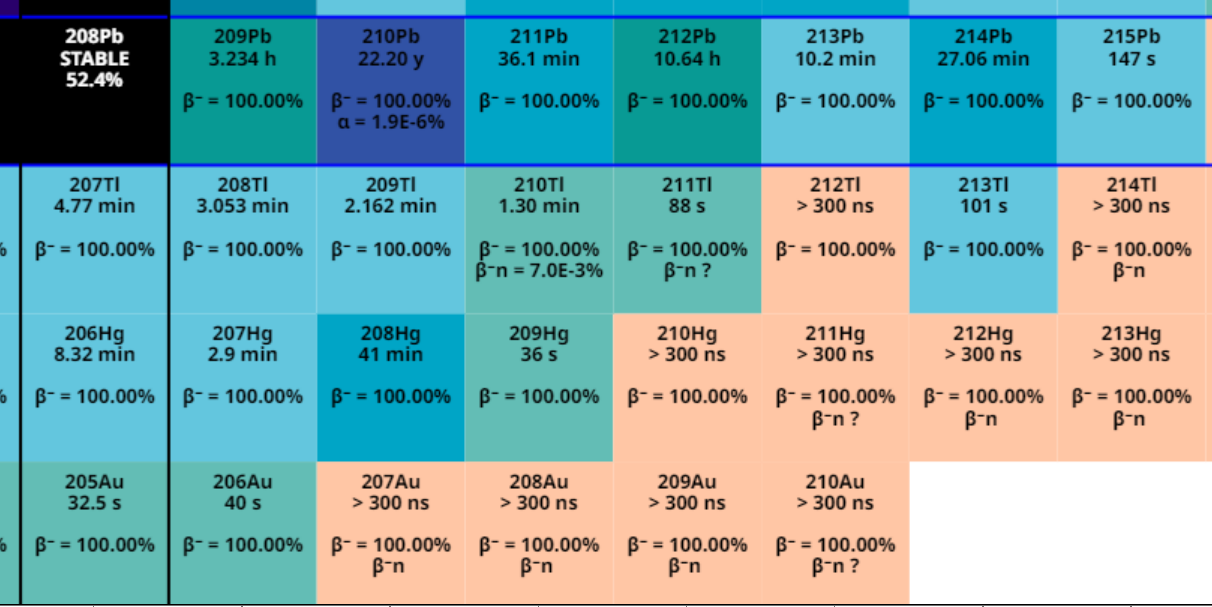 208Pb
STABLE
52.4%
209Pb
3.234 h
β⁻ = 100.00%
210Pb
22.20 y
β⁻ = 100.00%
α = 1.9E-6%
211Pb
36.1 min
β⁻ = 100.00%
212Pb
10.64 h
β⁻ = 100.00%
213Pb
10.2 min
β⁻ = 100.00%
214Pb
27.06 min
β⁻ = 100.00%
215Pb
147 s
β⁻ = 100.00%
%
207Tl
4.77 min
β⁻ = 100.00%
208Tl
3.053 min
β⁻ = 100.00%
209Tl
2.162 min
β⁻ = 100.00%
210Tl
1.30 min
β⁻ = 100.00%
β⁻n = 7.0E-3%
211Tl
88 s
β⁻ = 100.00%
β⁻n ?
212Tl
> 300 ns
β⁻ = 100.00%
213Tl
101 s
β⁻ = 100.00%
214Tl
> 300 ns
β⁻ = 100.00%
β⁻n
%
206Hg
8.32 min
β⁻ = 100.00%
207Hg
2.9 min
β⁻ = 100.00%
208Hg
41 min
β⁻ = 100.00%
209Hg
36 s
β⁻ = 100.00%
210Hg
> 300 ns
β⁻ = 100.00%
211Hg
> 300 ns
β⁻ = 100.00%
β⁻n ?
212Hg
> 300 ns
β⁻ = 100.00%
β⁻n
213Hg
> 300 ns
β⁻ = 100.00%
β⁻n
%
205Au
32.5 s
β⁻ = 100.00%
206Au
40 s
β⁻ = 100.00%
207Au
> 300 ns
β⁻ = 100.00%
β⁻n
208Au
> 300 ns
β⁻ = 100.00%
β⁻n
209Au
> 300 ns
β⁻ = 100.00%
β⁻n
210Au
> 300 ns
β⁻ = 100.00%
β⁻n ?